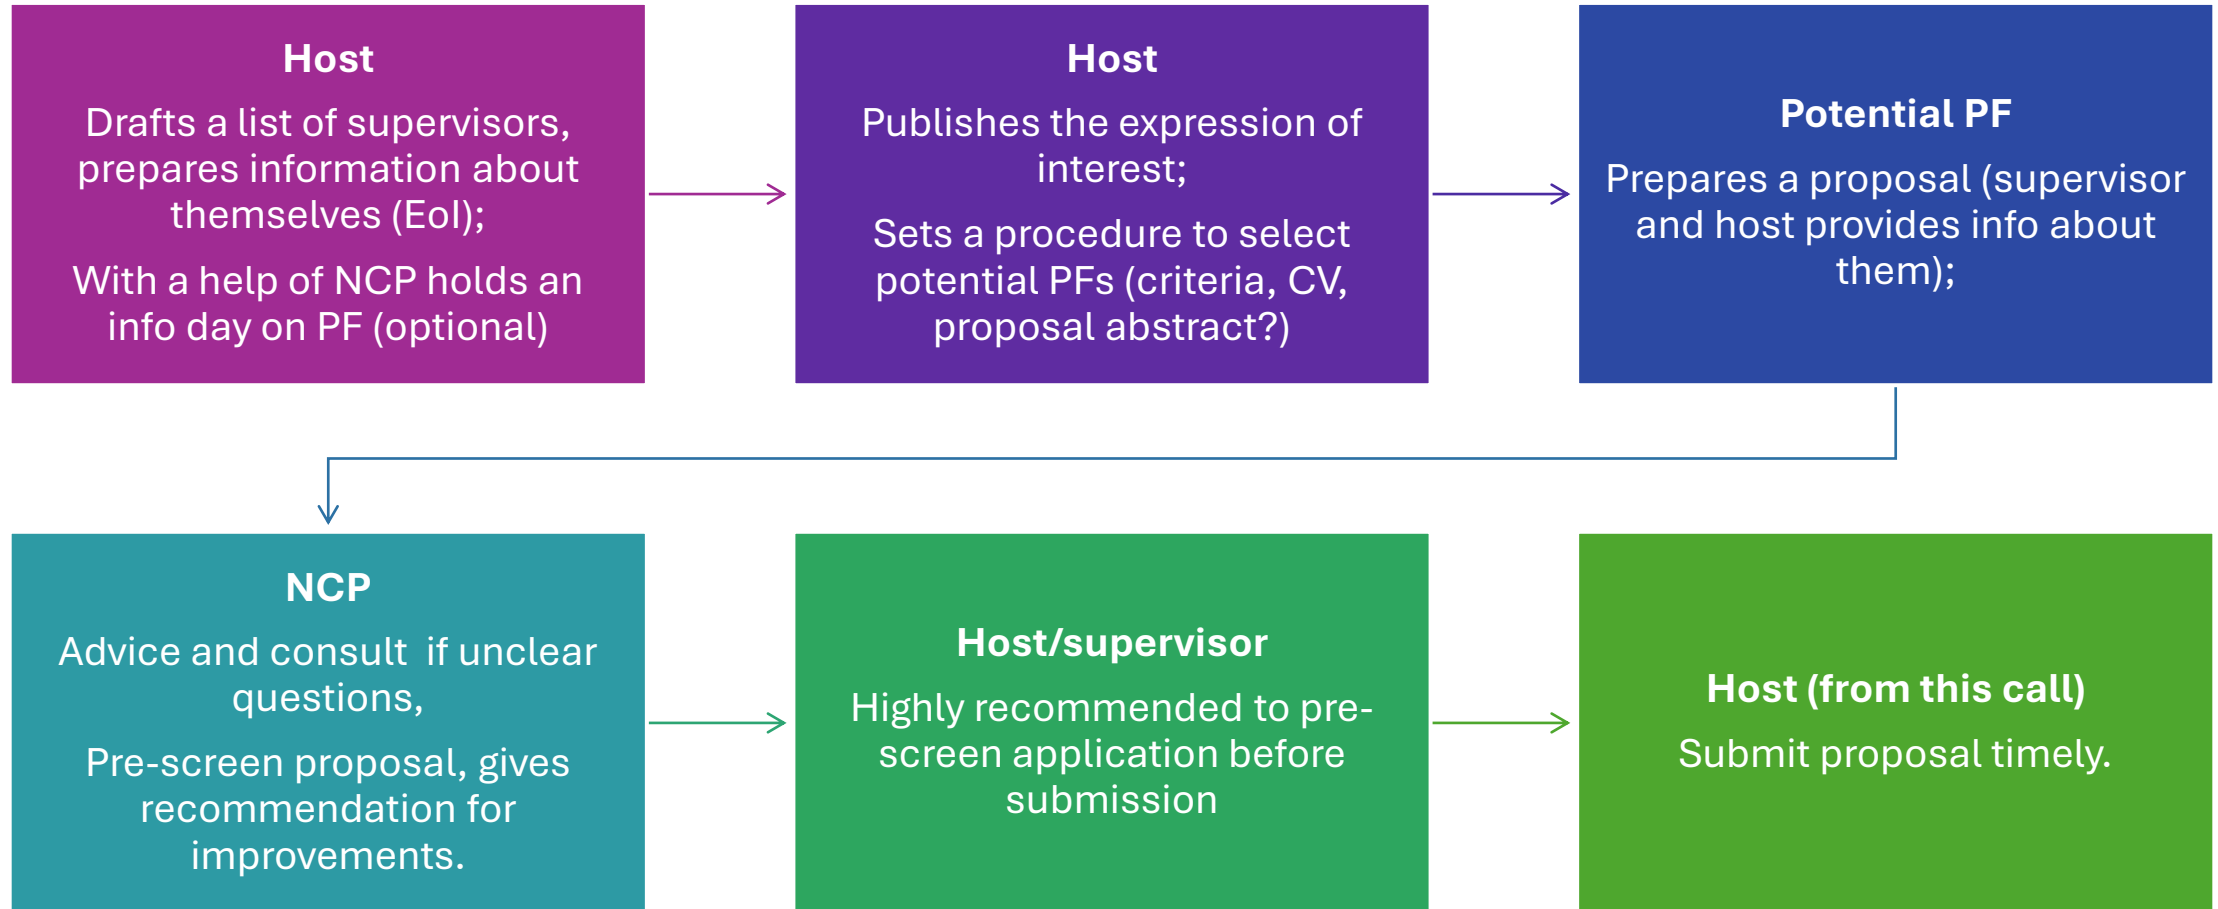 Host
Drafts a list of supervisors,
prepares information about
themselves (EoI);
With a help of NCP holds an
info day on PF (optional)
Host
Publishes the expression of
interest;
Sets a procedure to select
potential PFs (criteria, CV,
proposal abstract?)
Potential PF
Prepares a proposal (supervisor
and host provides info about
them);
NCP
Advice and consult  if unclear
questions,
Pre-screen proposal, gives
recommendation for
improvements.
Host/supervisor
Highly recommended to pre-
screen application before
submission
Host (from this call)
Submit proposal timely.